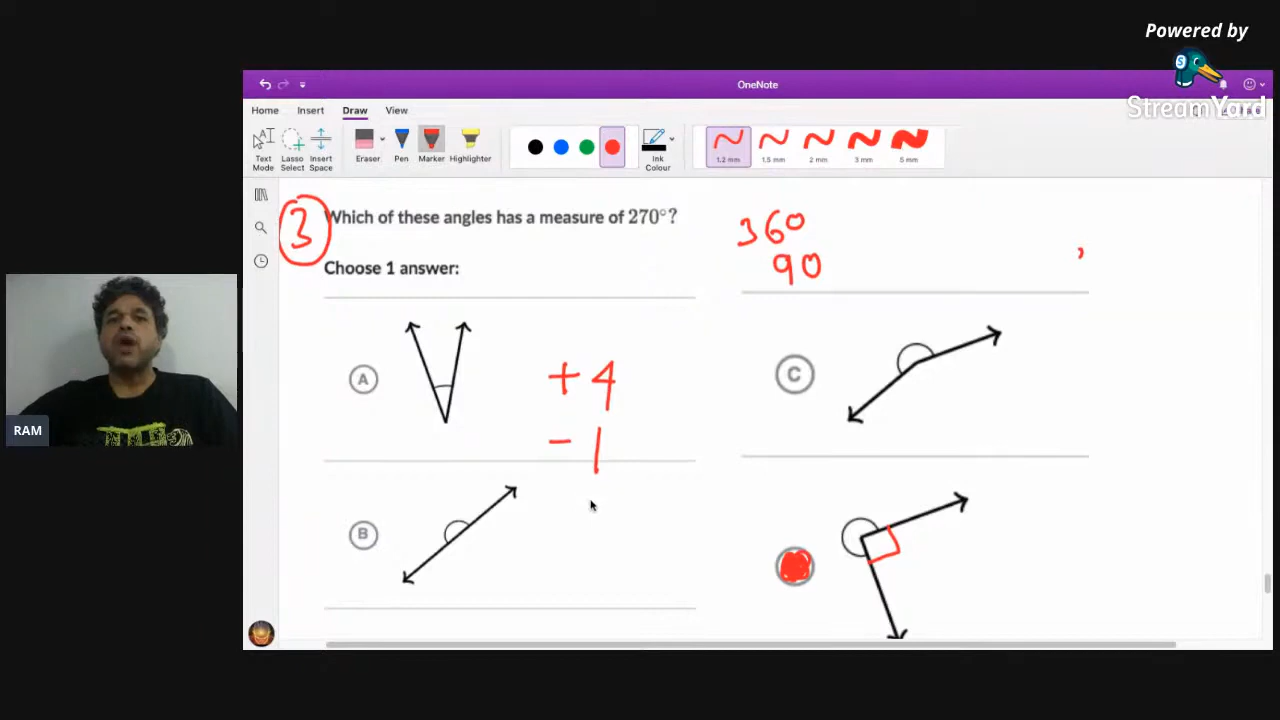 Powered by
StreamYard
OneNote
Home Insert Draw View
Text Mode
Lasso Select
Insert Space
Eraser
Pen
Marker
Highlighter
Ink Colour
1.2 mm
1.5 mm
2 mm
3 mm
5 mm
3 Which of these angles has a measure of 270°?
Choose 1 answer:
360
90
A
+4
-1
B
C
RAM